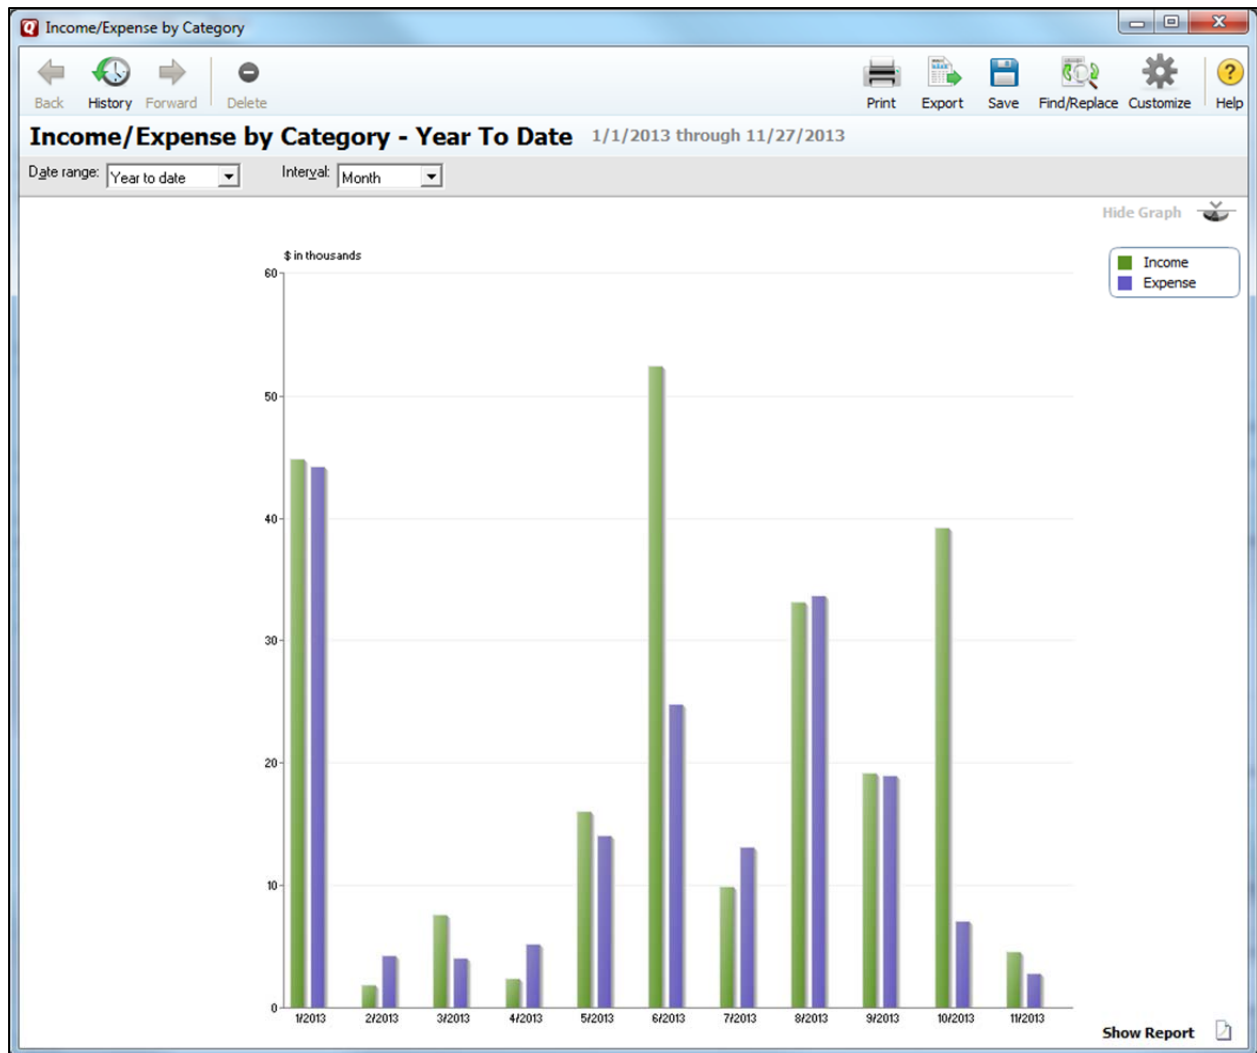 Income/Expense by Category
Back History Forward Delete Print Export Save Find/Replace Customize Help
Income/Expense by Category - Year To Date 1/1/2013 through 11/27/2013
Date range: Year to date Interval: Month
Hide Graph
$ in thousands
Income
Expense
60
50
40
30
20
10
0
1/2013 2/2013 3/2013 4/2013 5/2013 6/2013 7/2013 8/2013 9/2013 10/2013 11/2013
Show Report